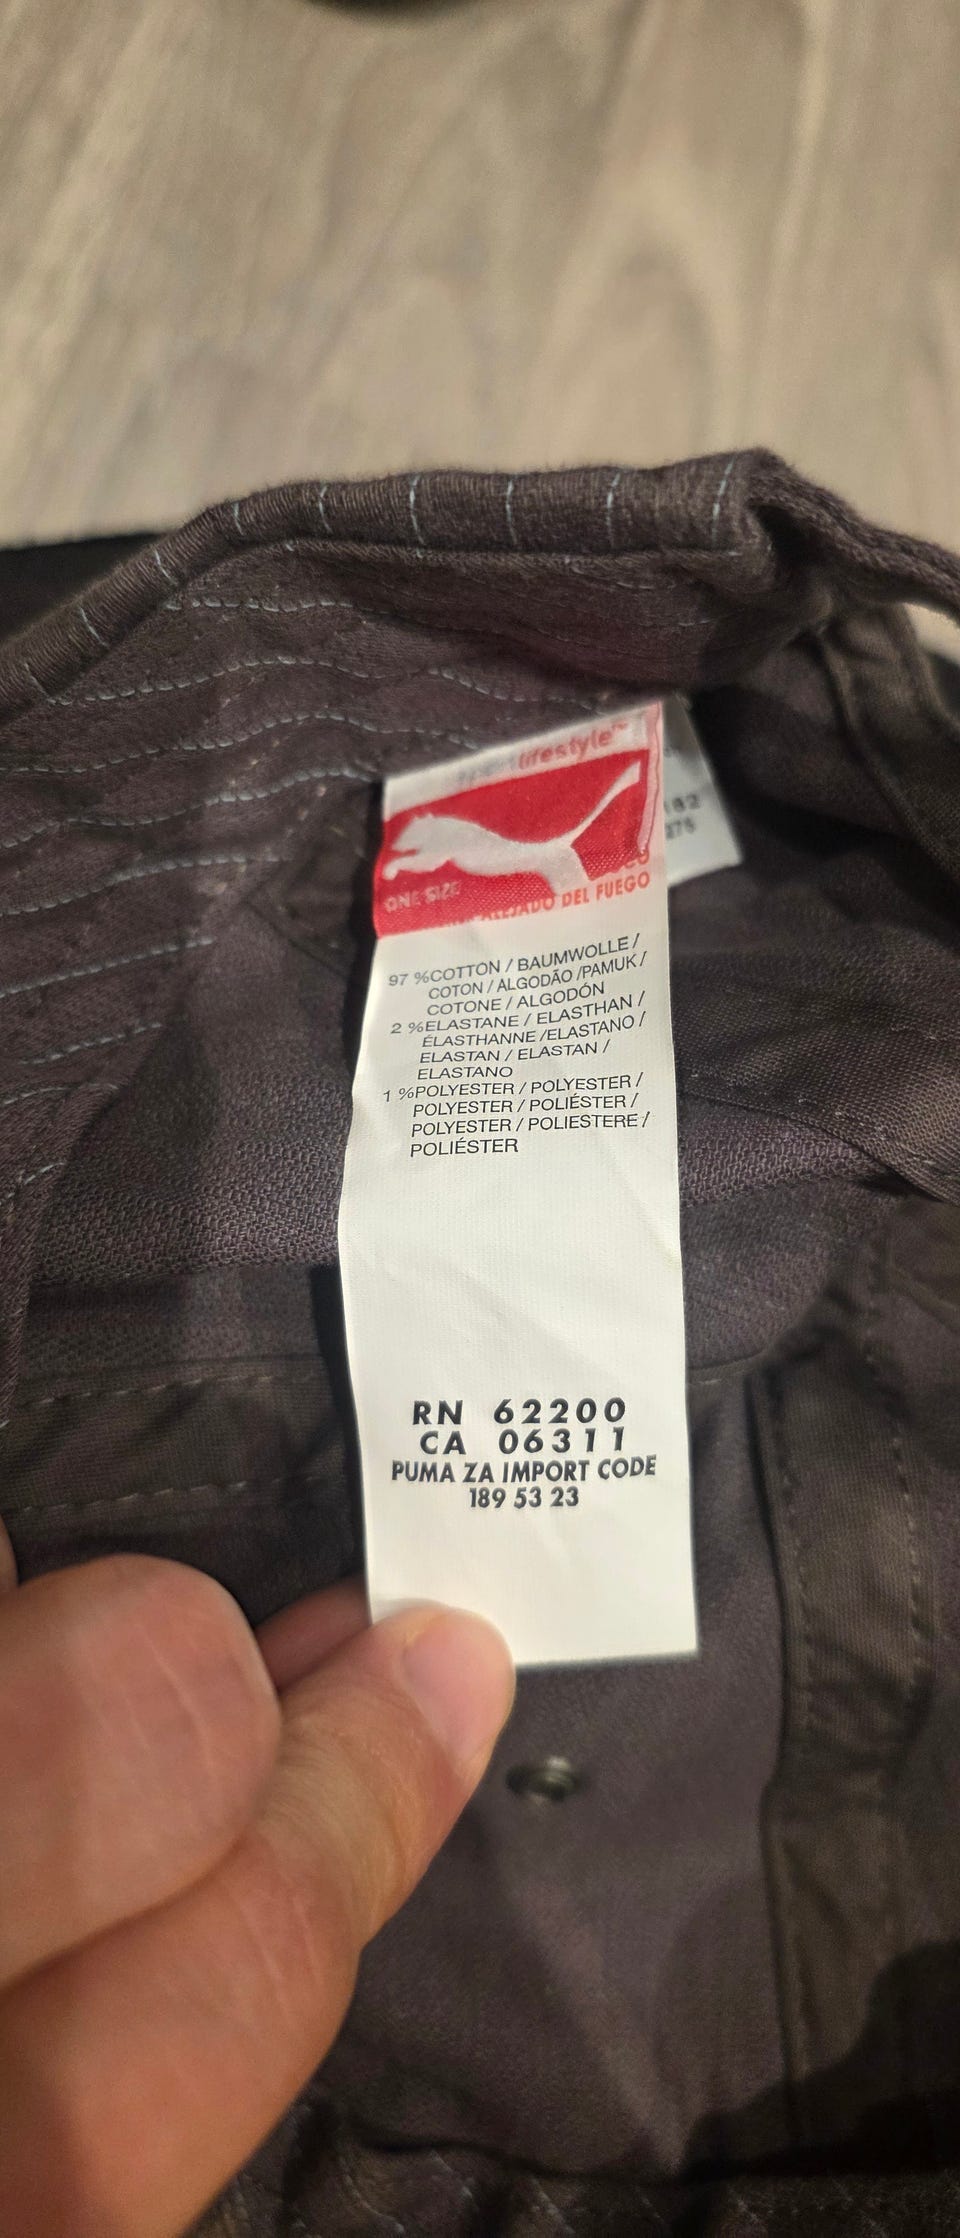 lifestyle™
ONE SIZE
DEL FUEGO
97 %COTTON / BAUMWOLLE /
COTON / ALGODÃO /PAMUK /
COTONE / ALGODÓN
2 %ELASTANE / ELASTHAN /
ÉLASTHANNE /ELASTANO /
ELASTAN / ELASTAN /
ELASTANO
1 %POLYESTER / POLYESTER /
POLYESTER / POLIÉSTER /
POLYESTER / POLIESTERE /
POLIÉSTER
RN 62200
CA 06311
PUMA ZA IMPORT CODE
189 53 23